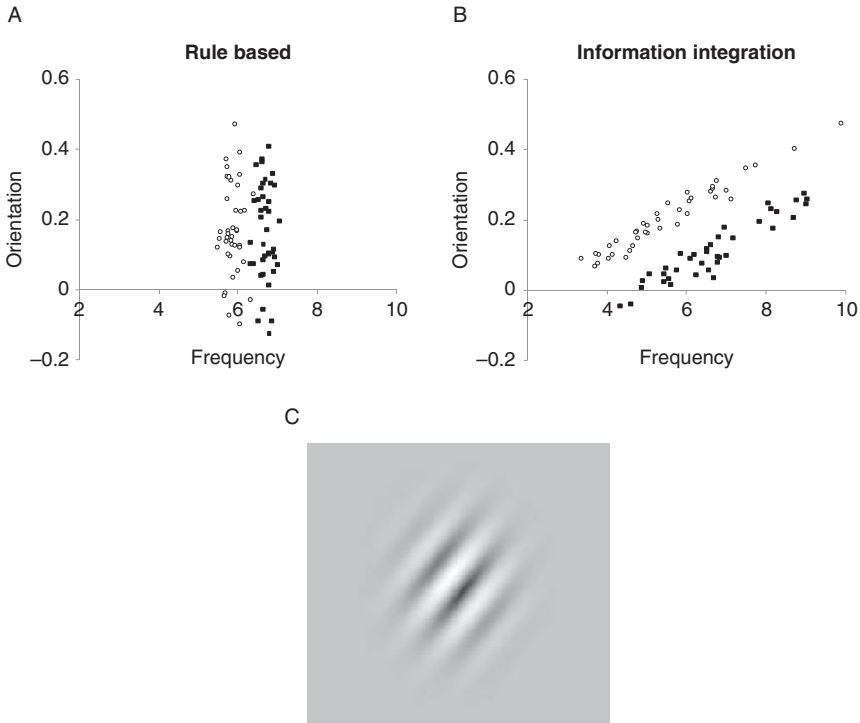 A
Rule based
0.6
0.4
0.2
0
–0.2
2
4
6
8
10
Orientation
Frequency
B
Information integration
0.6
0.4
0.2
0
–0.2
2
4
6
8
10
Orientation
Frequency
C